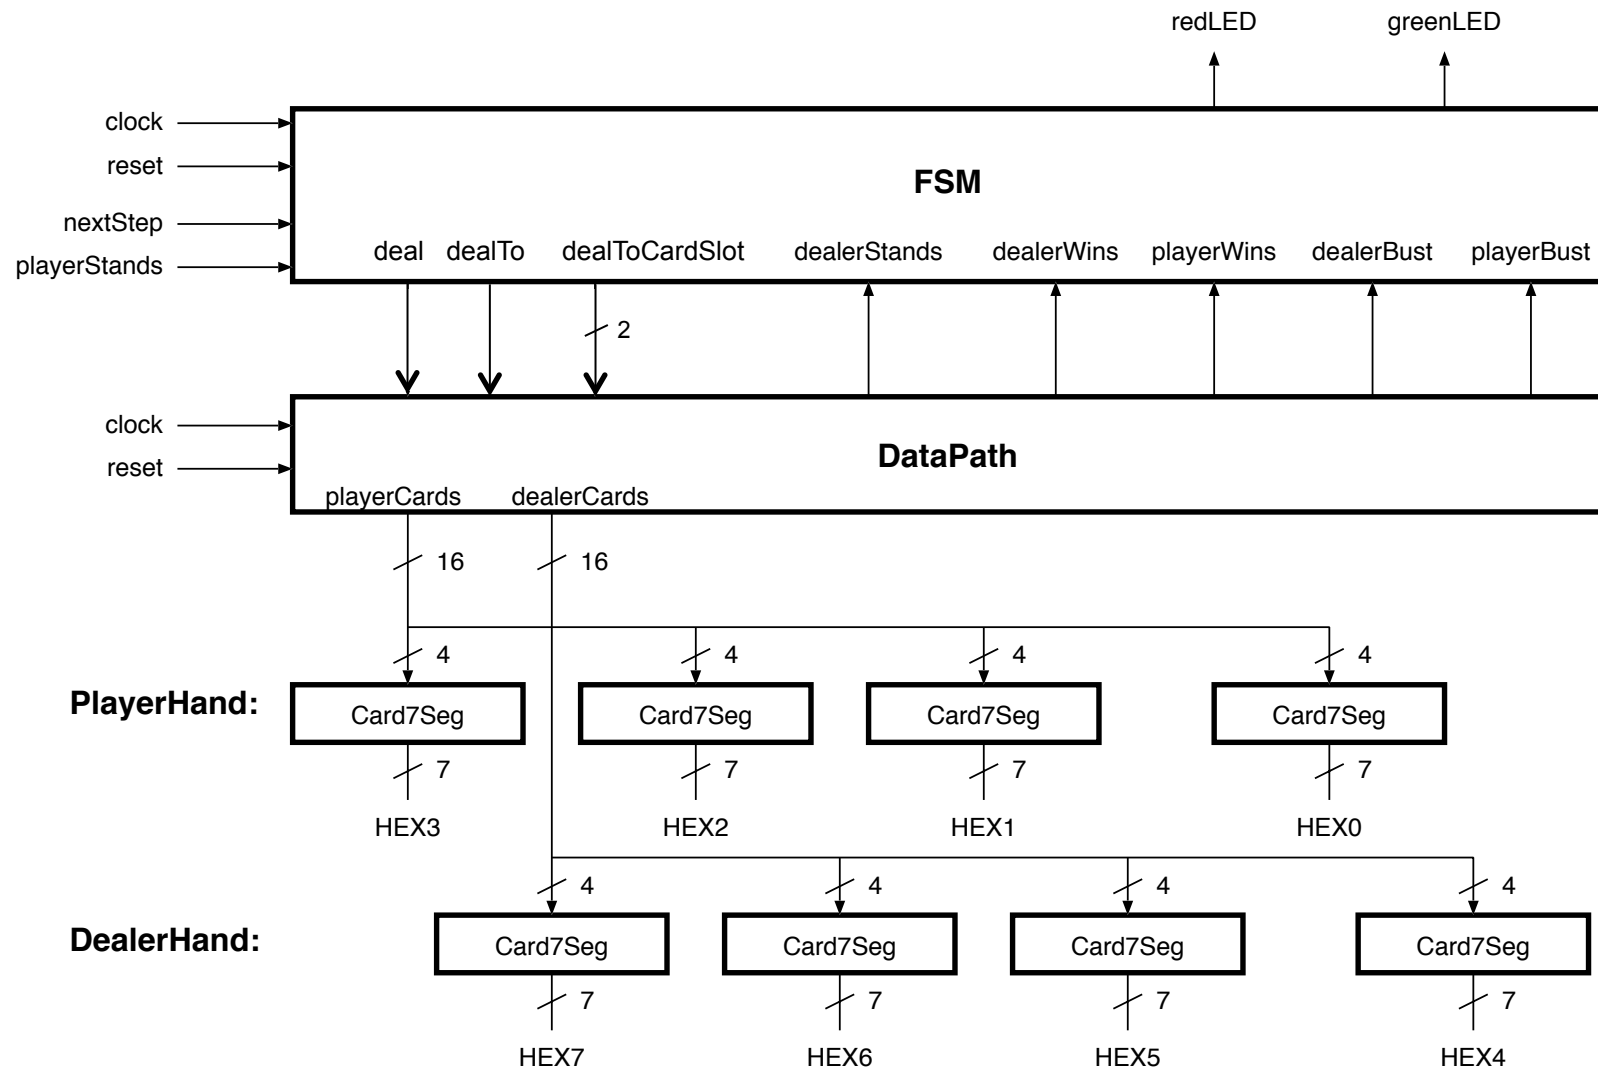 redLED greenLED
clock
reset
FSM
nextStep
playerStands
deal dealTo dealToCardSlot dealerStands dealerWins playerWins dealerBust playerBust
2
clock
reset
DataPath
playerCards dealerCards
16 16
4 4 4 4
PlayerHand: Card7Seg Card7Seg Card7Seg Card7Seg
7 7 7 7
HEX3 HEX2 HEX1 HEX0
4 4 4 4
DealerHand: Card7Seg Card7Seg Card7Seg Card7Seg
7 7 7 7
HEX7 HEX6 HEX5 HEX4